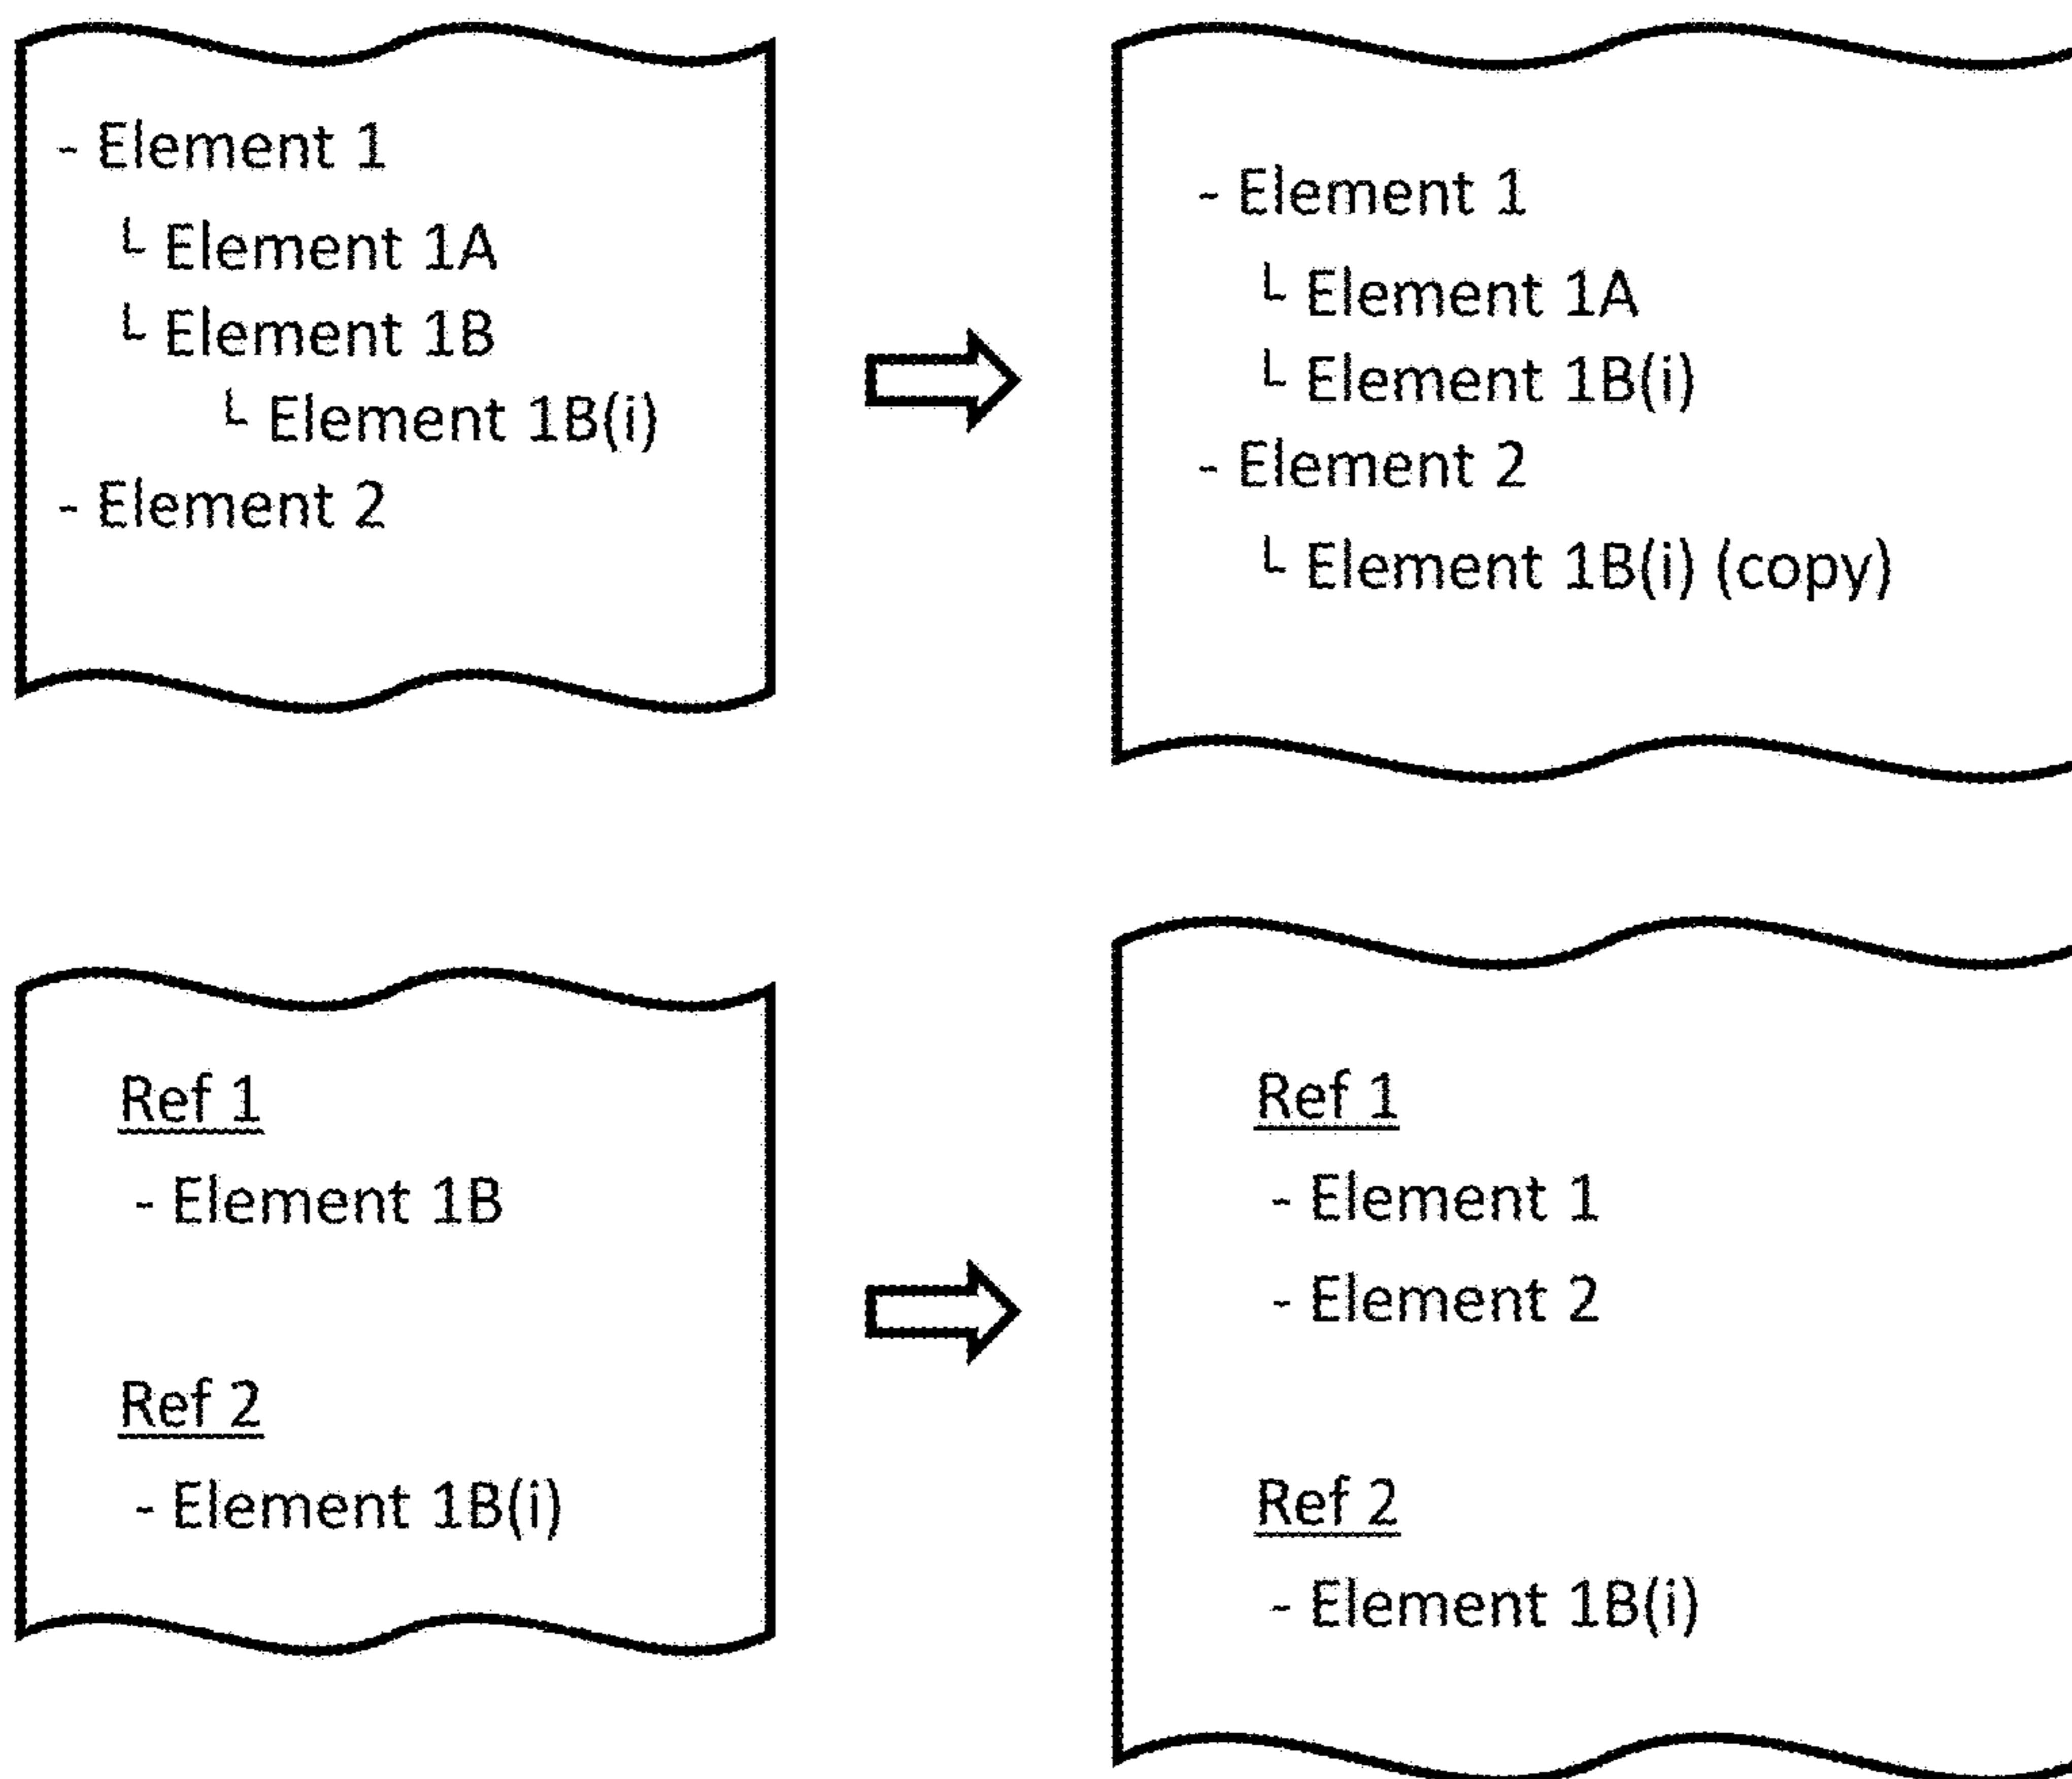 - Element 1
└ Element 1A
└ Element 1B
└ Element 1B(i)
- Element 2
- Element 1
└ Element 1A
└ Element 1B(i)
- Element 2
└ Element 1B(i) (copy)
Ref 1
- Element 1B
Ref 2
- Element 1B(i)
Ref 1
- Element 1
- Element 2
Ref 2
- Element 1B(i)